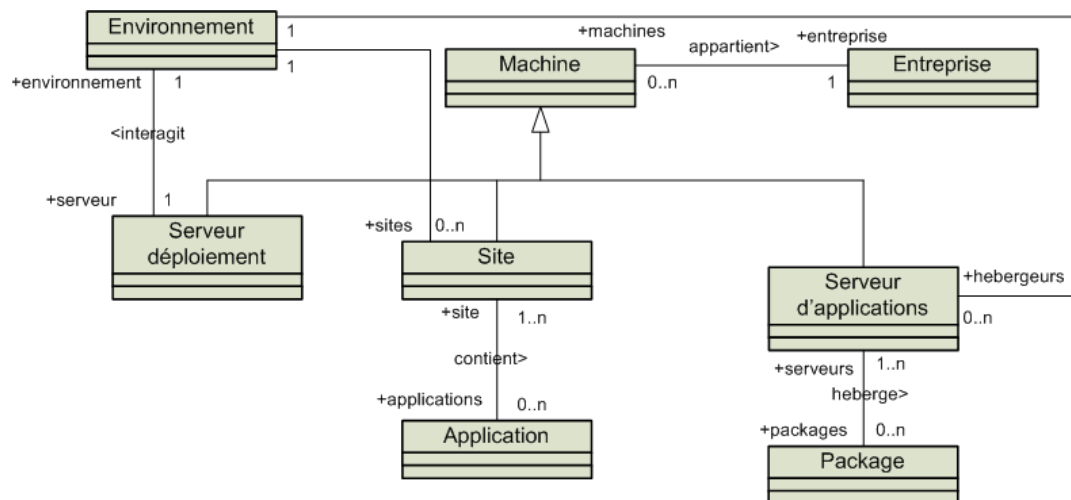 Environnement
1
1
+environnement
1
<interagit
+serveur
1
Serveur
déploiement
+machines
appartient>
+entreprise
Machine
0..n
1
Entreprise
+sites
0..n
Site
+site
1..n
contient>
+applications
0..n
Application
Serveur
d'applications
+hebergeurs
0..n
+serveurs
1..n
heberge>
+packages
0..n
Package